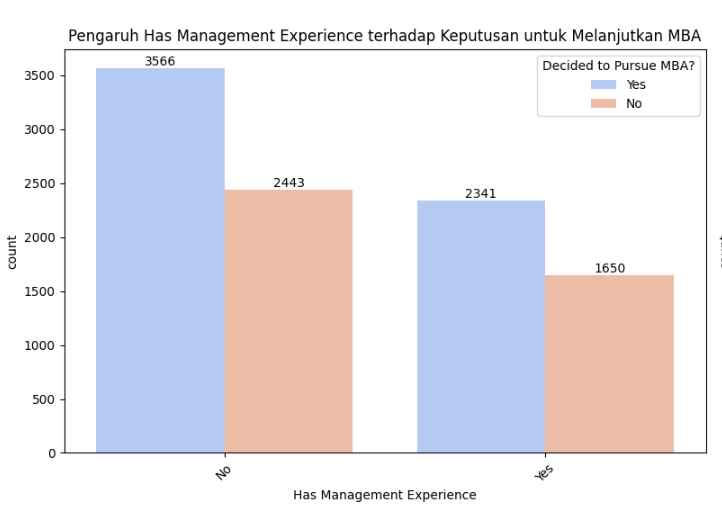 Pengaruh Has Management Experience terhadap Keputusan untuk Melanjutkan MBA
Decided to Pursue MBA?
Yes
No
3566
2443
2341
1650
3500
3000
2500
2000
1500
1000
500
0
count
No
Yes
Has Management Experience